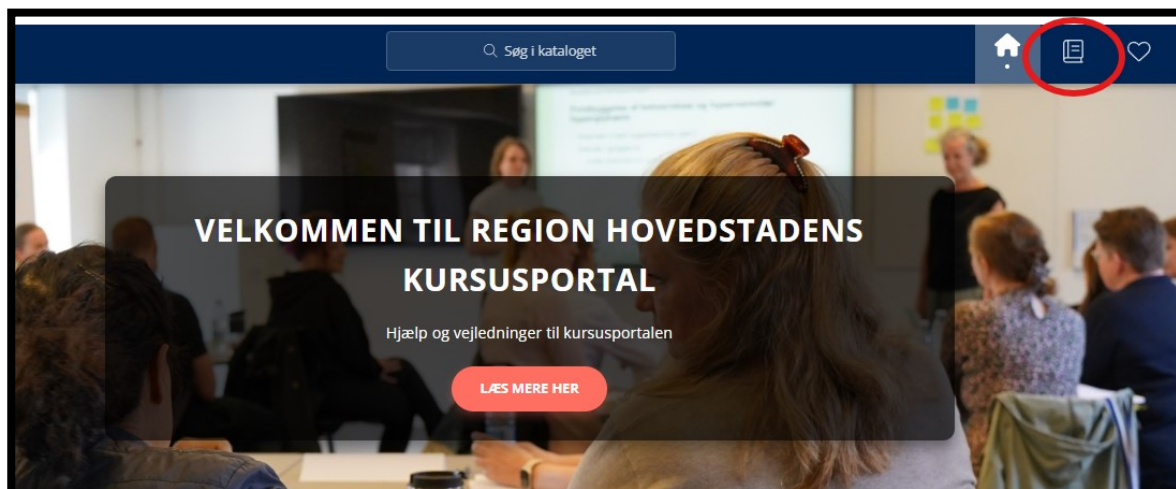 Søg i kataloget
VELKOMMEN TIL REGION HOVEDSTADENS
KURSUSPORTAL
Hjælp og vejledninger til kursusportalen
LÆS MERE HER